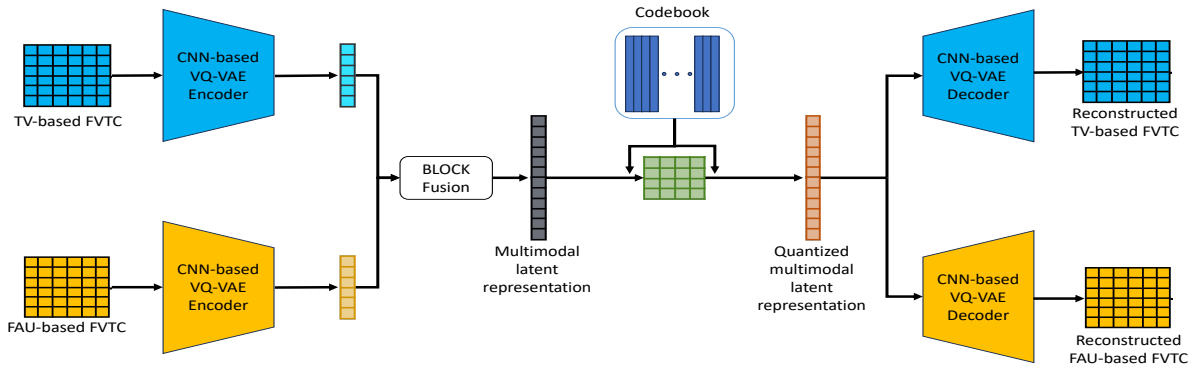 Codebook
CNN-based
VQ-VAE
Encoder
TV-based FVTC
BLOCK
Fusion
CNN-based
VQ-VAE
Decoder
Reconstructed
TV-based FVTC
CNN-based
VQ-VAE
Encoder
FAU-based FVTC
Multimodal
latent
representation
Quantized
multimodal
latent
representation
CNN-based
VQ-VAE
Decoder
Reconstructed
FAU-based FVTC